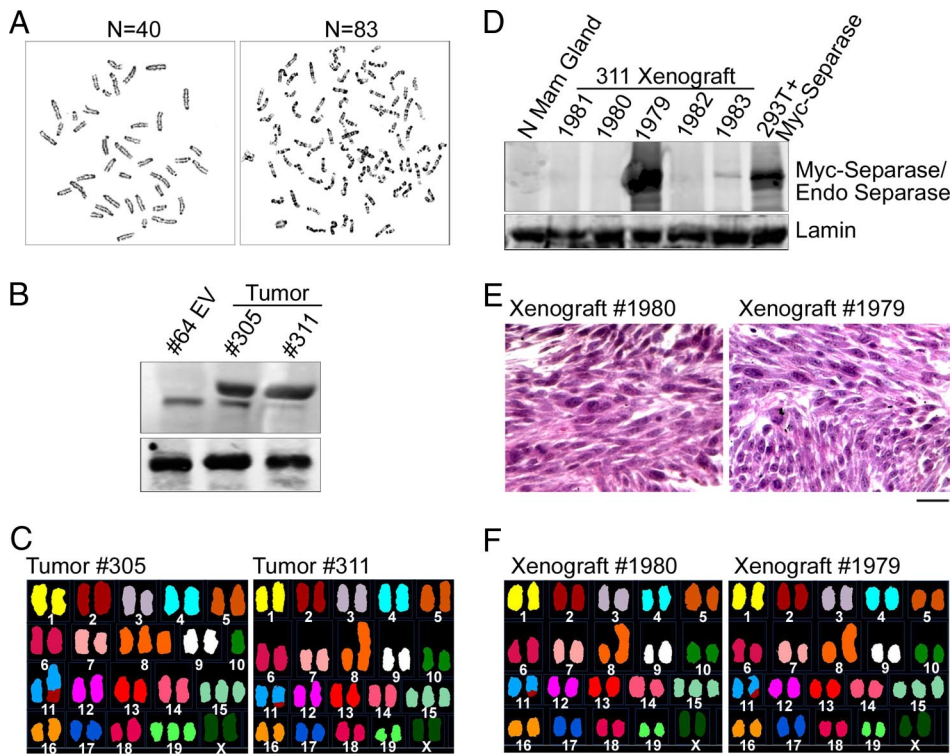 A
N=40
N=83
B
#64 EV
Tumor
#305
#311
C
Tumor #305
Tumor #311
1 2 3 4 5
6 7 8 9 10
11 12 13 14 15
16 17 18 19 X
1 2 3 4 5
6 7 8 9 10
11 12 13 14 15
16 17 18 19 X
D
N Mam Gland
311 Xenograft
1981
1980
1979
1982
1983
293T+
Myc-Separase
Myc-Separase/
Endo Separase
Lamin
E
Xenograft #1980
Xenograft #1979
F
Xenograft #1980
Xenograft #1979
1 2 3 4 5
6 7 8 9 10
11 12 13 14 15
16 17 18 19 X
1 2 3 4 5
6 7 8 9 10
11 12 13 14 15
16 17 18 19 X